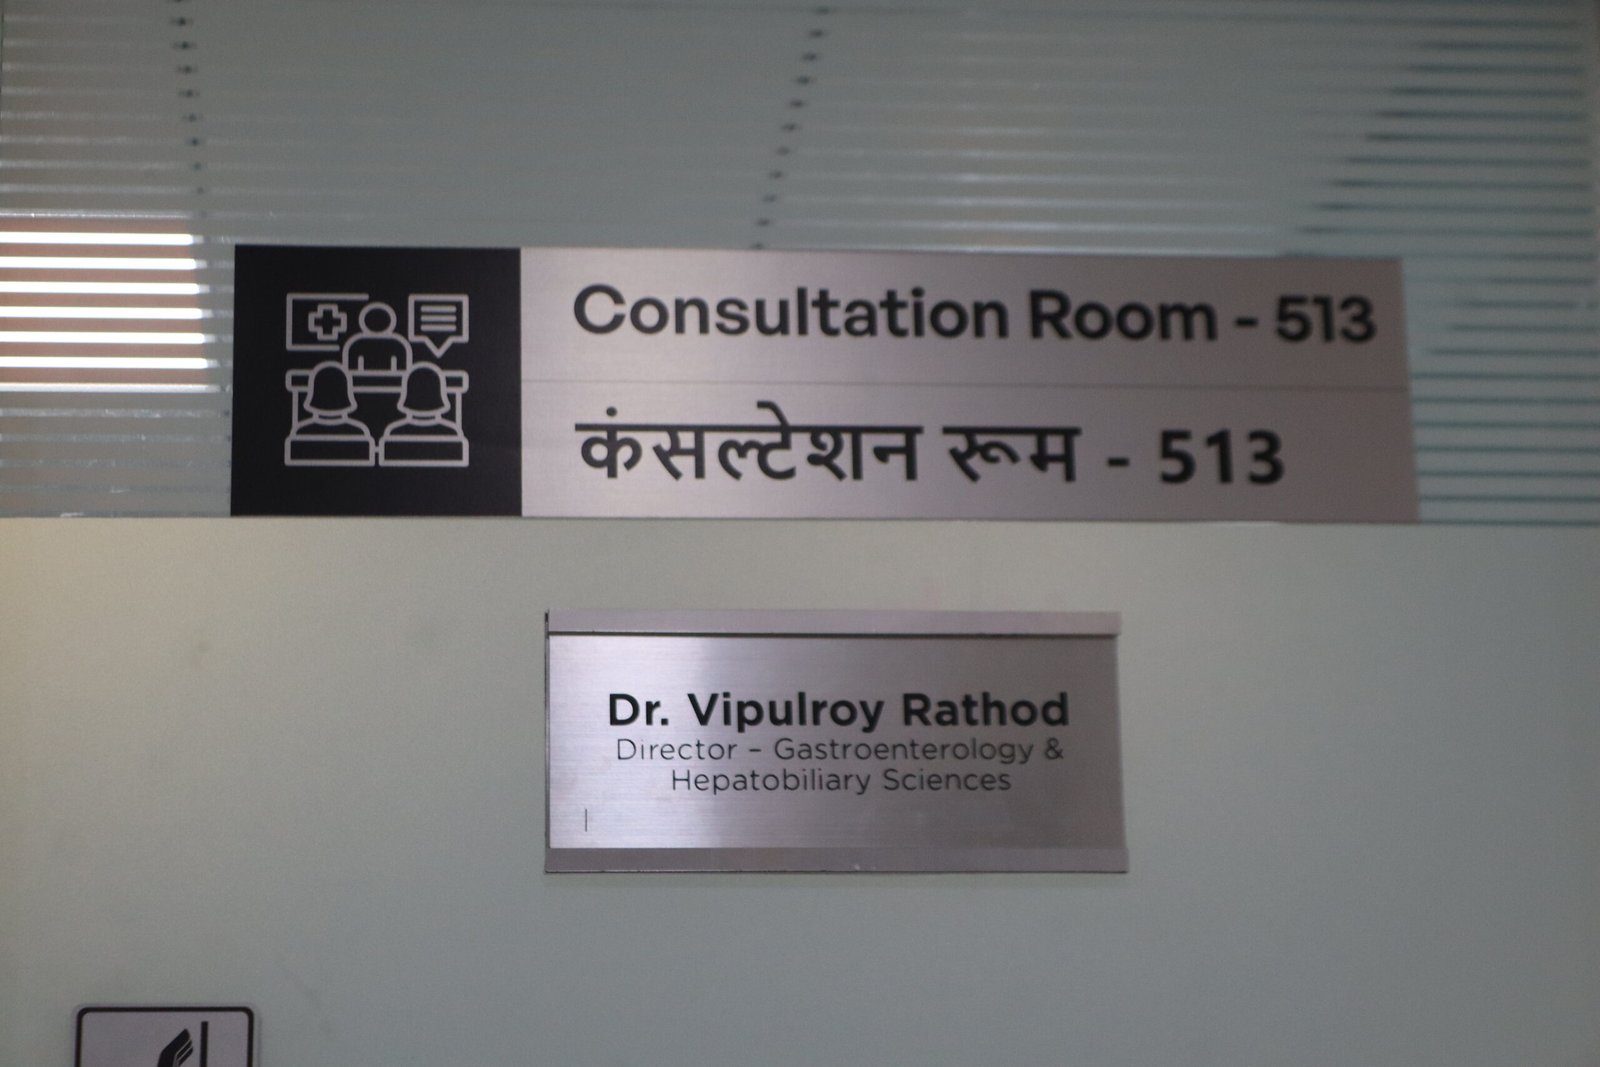 Consultation Room - 513
कंसल्टेशन रूम - 513
Dr. Vipulroy Rathod
Director – Gastroenterology &
Hepatobiliary Sciences